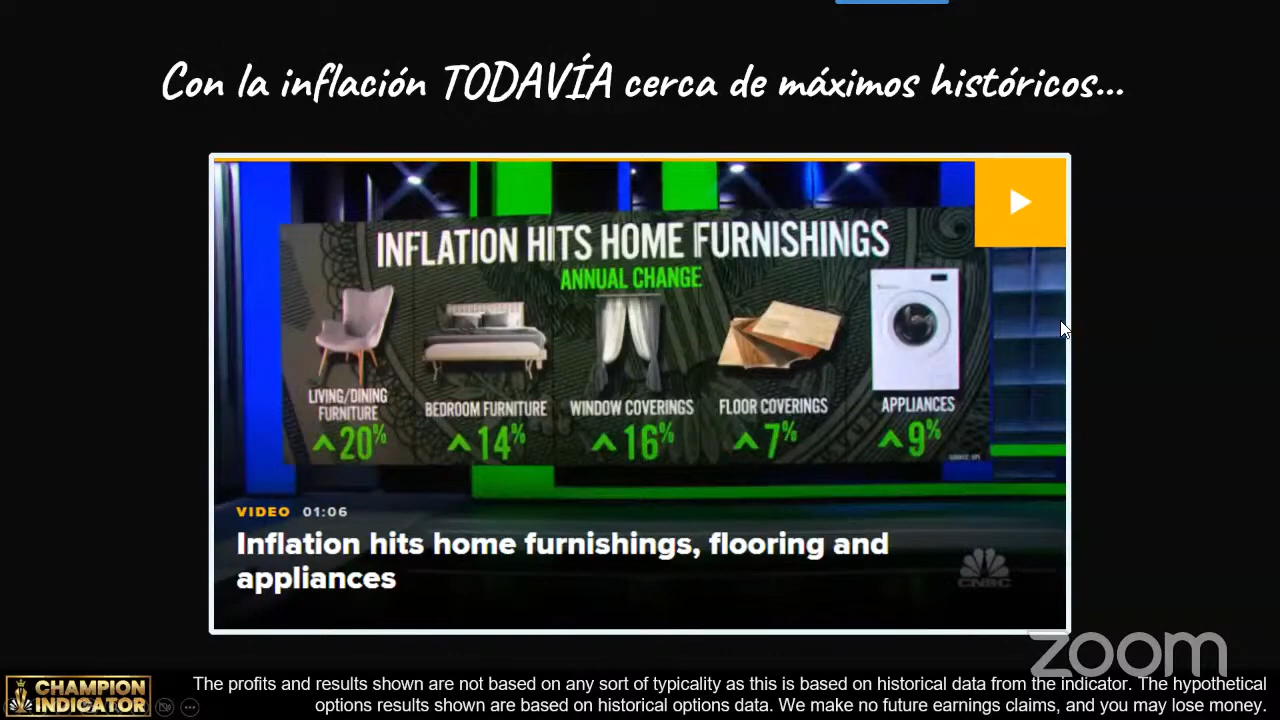 Con la inflación TODAVÍA cerca de máximos históricos...
INFLATION HITS HOME FURNISHINGS
ANNUAL CHANGE
LIVING/DINING
FURNITURE
20%
BEDROOM FURNITURE
14%
WINDOW COVERINGS
16%
FLOOR COVERINGS
7%
APPLIANCES
9%
VIDEO 01:06
Inflation hits home furnishings, flooring and
appliances
CNBC
zoom
CHAMPION
INDICATOR
The profits and results shown are not based on any sort of typicality as this is based on historical data from the indicator. The hypothetical
options results shown are based on historical options data. We make no future earnings claims, and you may lose money.